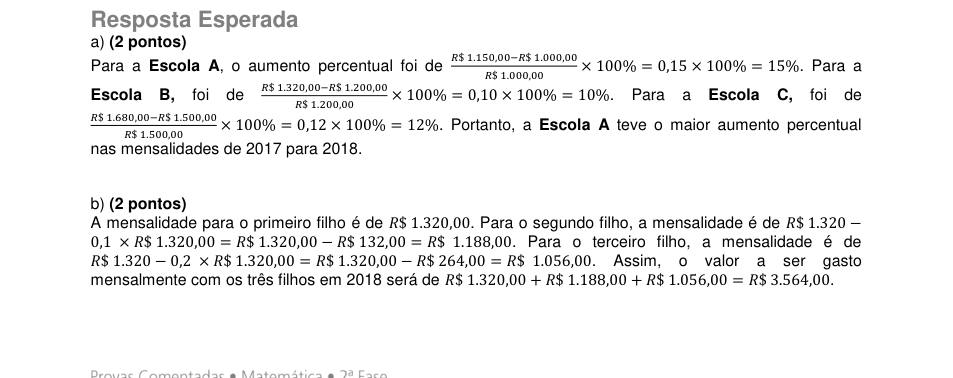 Resposta Esperada
a) (2 pontos)
Para a Escola A, o aumento percentual foi de R$ 1.150,00−R$ 1.000,00 / R$ 1.000,00 × 100% = 0,15 × 100% = 15%. Para a
Escola B, foi de R$ 1.320,00−R$ 1.200,00 / R$ 1.200,00 × 100% = 0,10 × 100% = 10%. Para a Escola C, foi de
R$ 1.680,00−R$ 1.500,00 / R$ 1.500,00 × 100% = 0,12 × 100% = 12%. Portanto, a Escola A teve o maior aumento percentual
nas mensalidades de 2017 para 2018.
b) (2 pontos)
A mensalidade para o primeiro filho é de R$ 1.320,00. Para o segundo filho, a mensalidade é de R$ 1.320 −
0,1 × R$ 1.320,00 = R$ 1.320,00 − R$ 132,00 = R$ 1.188,00. Para o terceiro filho, a mensalidade é de
R$ 1.320 − 0,2 × R$ 1.320,00 = R$ 1.320,00 − R$ 264,00 = R$ 1.056,00. Assim, o valor a ser gasto
mensalmente com os três filhos em 2018 será de R$ 1.320,00 + R$ 1.188,00 + R$ 1.056,00 = R$ 3.564,00.
Provas Comentadas • Matemática • 2ª Fase